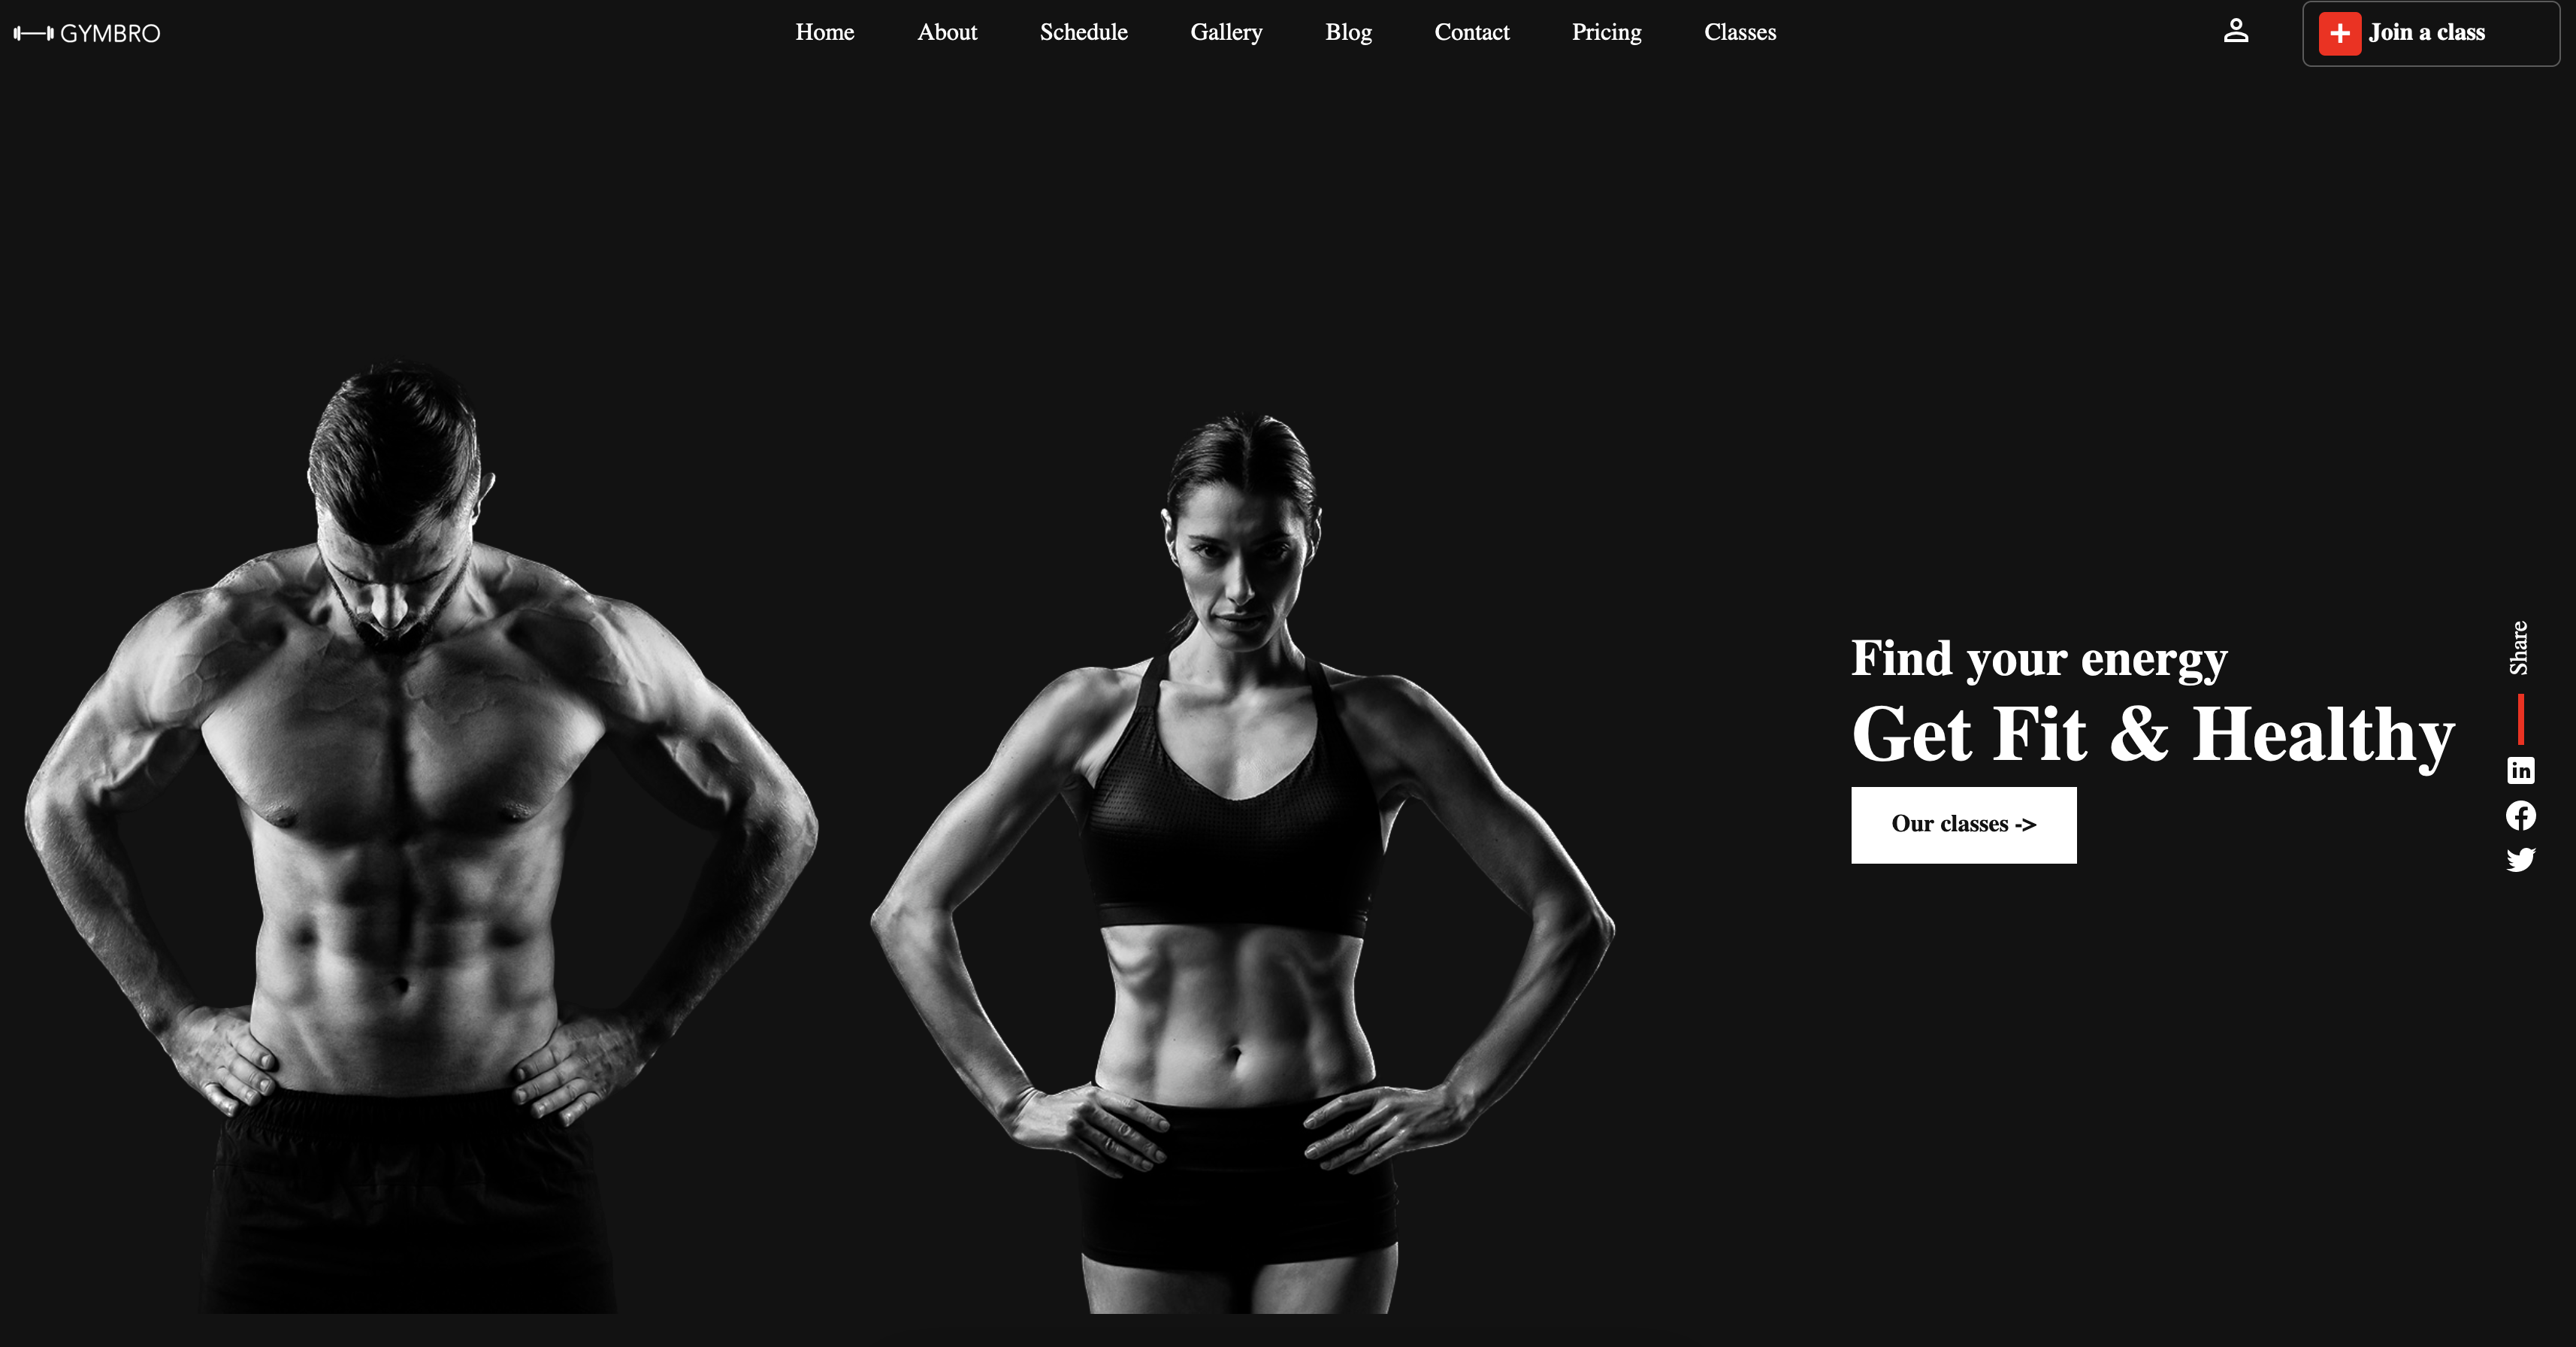 GYMBRO
Home About Schedule Gallery Blog Contact Pricing Classes
Join a class
Find your energy
Get Fit & Healthy
Our classes ->
Share